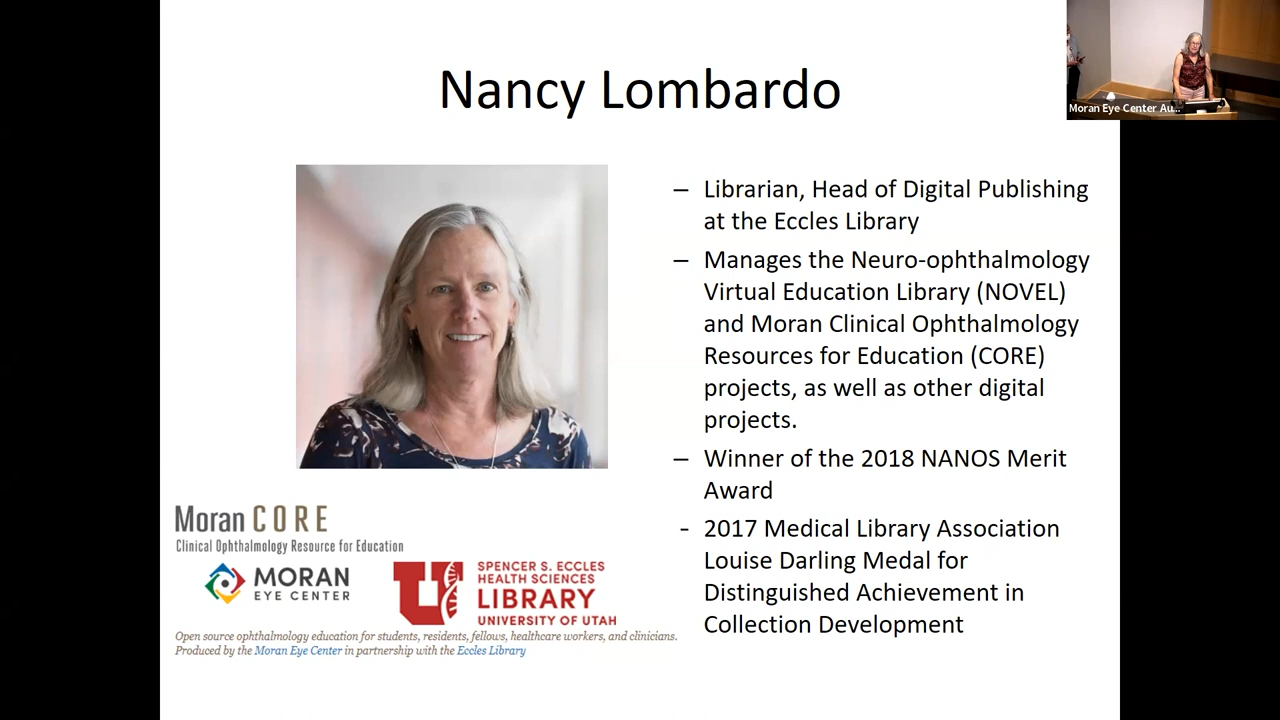 Nancy Lombardo
Moran Eye Center Au...
– Librarian, Head of Digital Publishing
at the Eccles Library
– Manages the Neuro-ophthalmology
Virtual Education Library (NOVEL)
and Moran Clinical Ophthalmology
Resources for Education (CORE)
projects, as well as other digital
projects.
– Winner of the 2018 NANOS Merit
Award
- 2017 Medical Library Association
Louise Darling Medal for
Distinguished Achievement in
Collection Development
Moran CORE
Clinical Ophthalmology Resource for Education
MORAN
EYE CENTER
U
SPENCER S. ECCLES
HEALTH SCIENCES
LIBRARY
UNIVERSITY OF UTAH
Open source ophthalmology education for students, residents, fellows, healthcare workers, and clinicians.
Produced by the Moran Eye Center in partnership with the Eccles Library